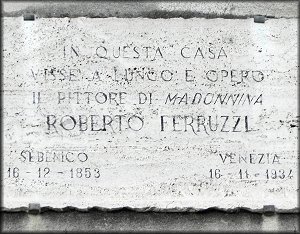 IN QUESTA CASA
VISSE A LUNGO E OPERÒ
IL PITTORE DI MADONNINA
ROBERTO FERRUZZI
SEBENICO VENEZIA
16-12-1853 16-11-1934